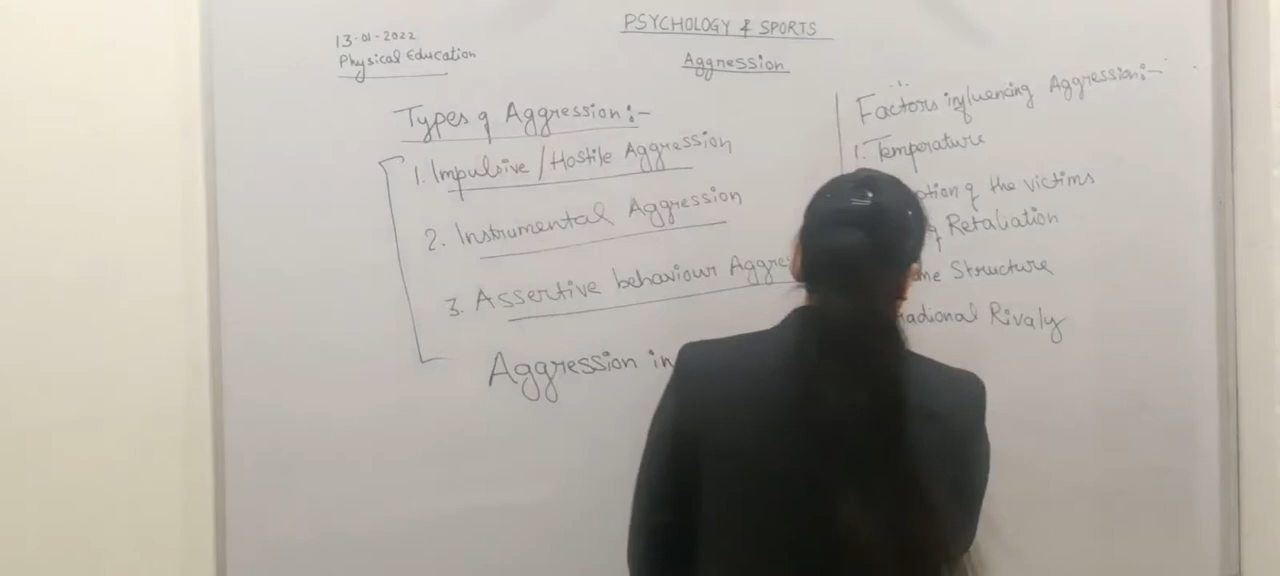 13-01-2022
Physical Education
PSYCHOLOGY & SPORTS
Aggression
Types of Aggression:-
1. Impulsive / Hostile Aggression
2. Instrumental Aggression
3. Assertive behaviour
Aggression in
Factors influencing Aggression:-
1. Temperature
of the victims
Retaliation
Structure
Rivaly